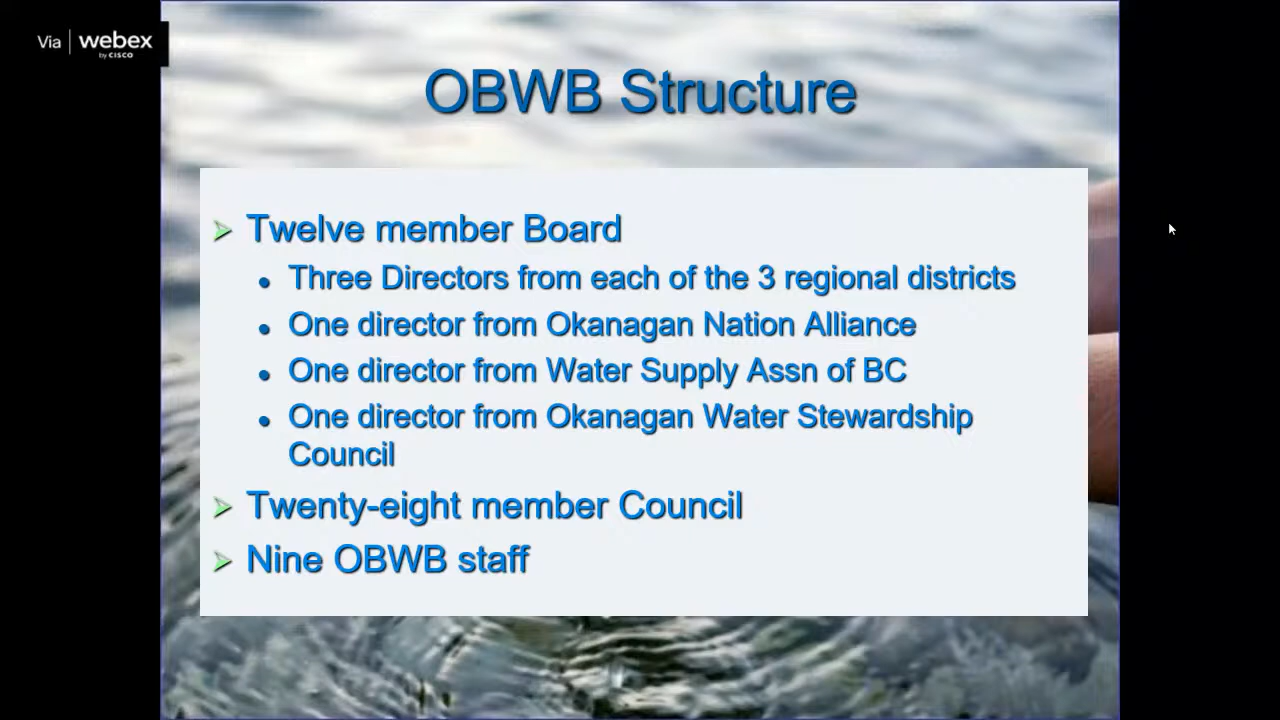 Via webex
by CISCO
OBWB Structure
Twelve member Board
Three Directors from each of the 3 regional districts
One director from Okanagan Nation Alliance
One director from Water Supply Assn of BC
One director from Okanagan Water Stewardship
Council
Twenty-eight member Council
Nine OBWB staff